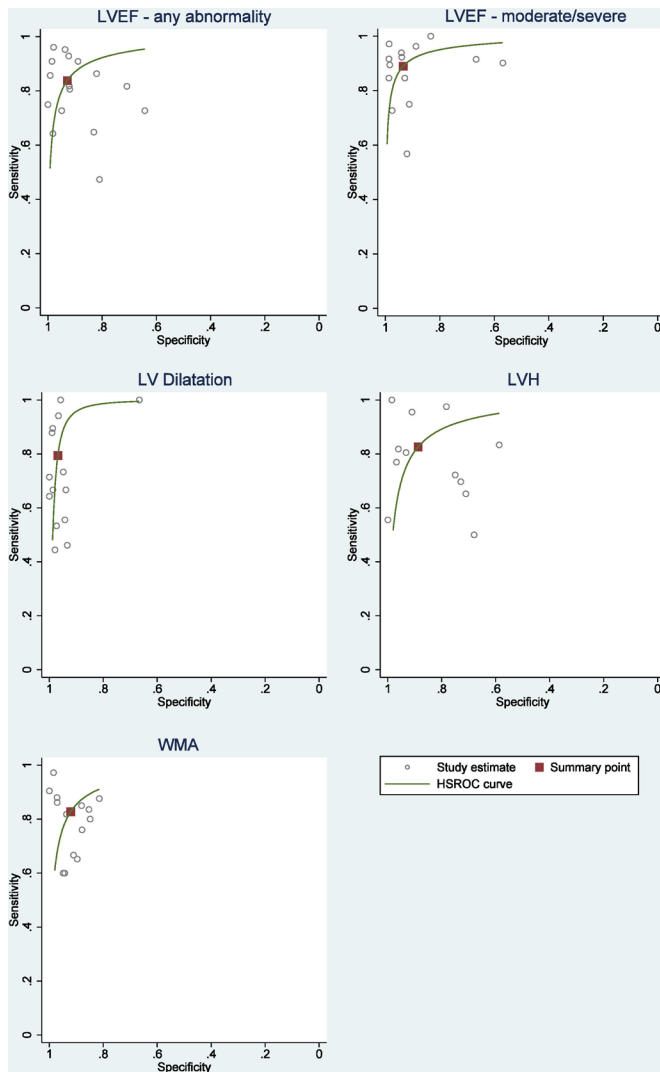 LVEF - any abnormality
1
.8
.6
.4
.2
0
Sensitivity
1 .8 .6 .4 .2 0
Specificity
LVEF - moderate/severe
1
.8
.6
.4
.2
0
Sensitivity
1 .8 .6 .4 .2 0
Specificity
LV Dilatation
1
.8
.6
.4
.2
0
Sensitivity
1 .8 .6 .4 .2 0
Specificity
LVH
1
.8
.6
.4
.2
0
Sensitivity
1 .8 .6 .4 .2 0
Specificity
WMA
1
.8
.6
.4
.2
0
Sensitivity
1 .8 .6 .4 .2 0
Specificity
Study estimate Summary point
HSROC curve